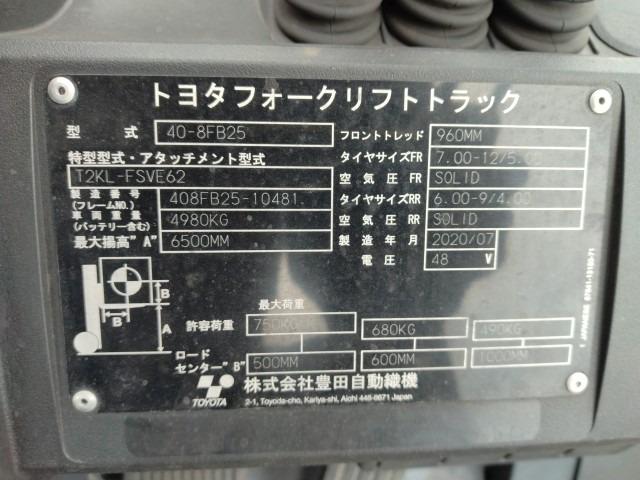 トヨタフォークリフトトラック
型式 40-8FB25
特型型式・アタッチメント型式
T2KL-FSVE62
製造番号 (フレームNO.) 408FB25-10481
車両重量 (バッテリー含む) 4980KG
最大揚高"A" 6500MM
フロントトレッド 960MM
タイヤサイズFR 7.00-12/5.00
空気圧 FR SOLID
タイヤサイズRR 6.00-9/4.00
空気圧 RR SOLID
製造年月 2020/07
電圧 48 V
B
B
A
最大荷重
許容荷重 750KG 680KG 490KG
ロードセンター"B" 500MM 600MM 1000MM
TOYOTA
株式会社豊田自動織機
2-1, Toyoda-cho, Kariya-shi, Aichi 448-8671 Japan